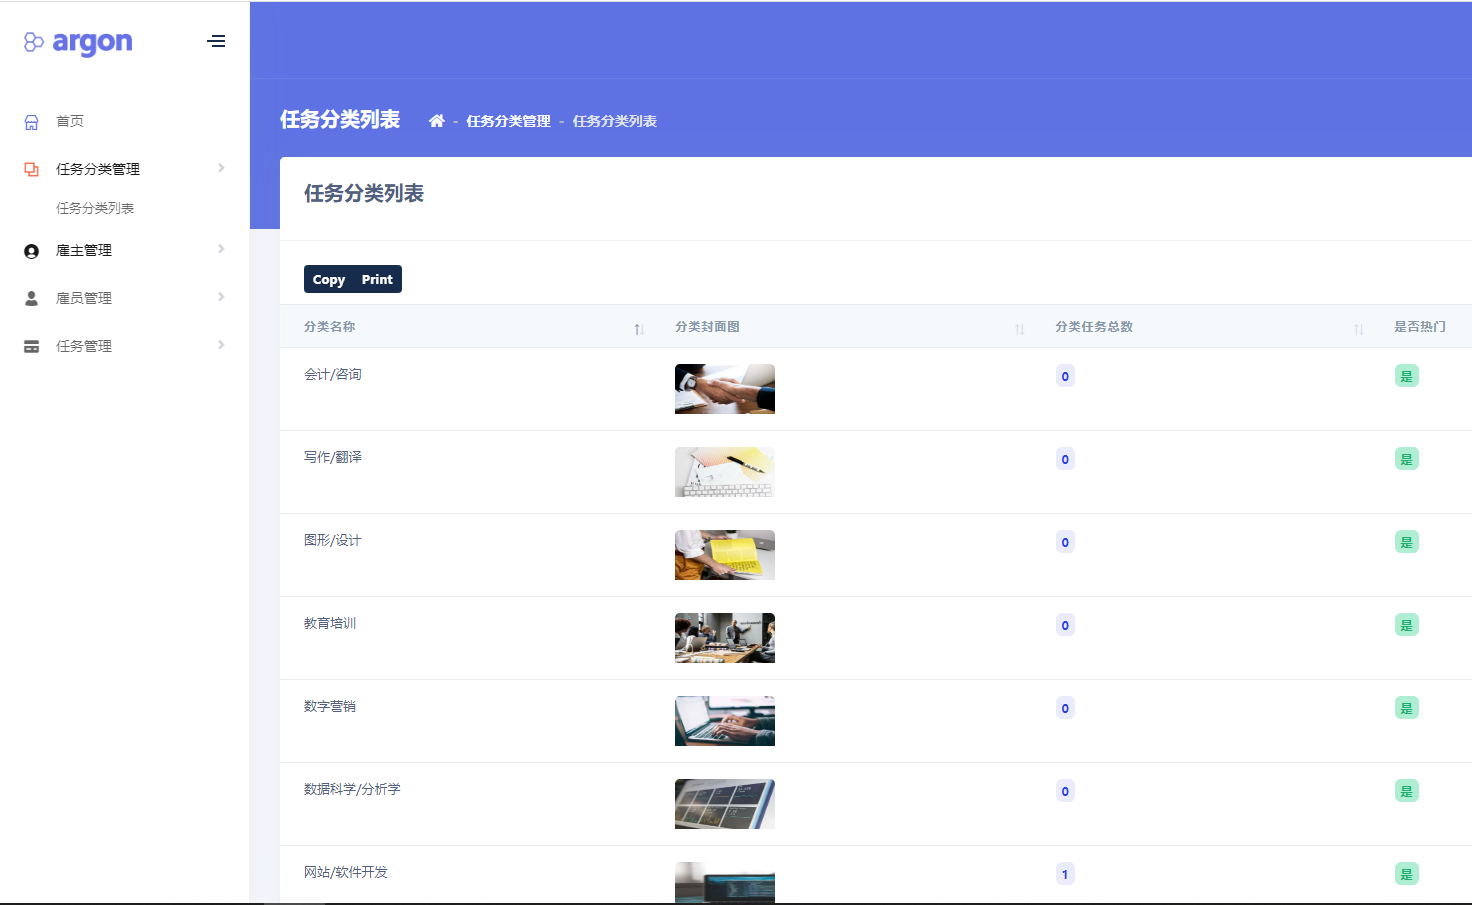 argon
首页
任务分类管理
任务分类列表
雇主管理
雇员管理
任务管理
任务分类列表 - 任务分类管理 - 任务分类列表
任务分类列表
Copy Print
分类名称 分类封面图 分类任务总数 是否热门
会计/咨询 0 是
写作/翻译 0 是
图形/设计 0 是
教育培训 0 是
数字营销 0 是
数据科学/分析学 0 是
网站/软件开发 1 是